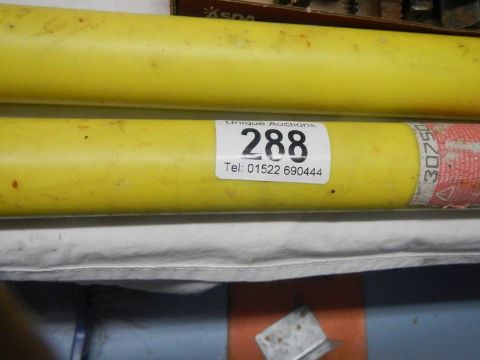 ASDA
Unique Auctions
288
Tel: 01522 690444
3075